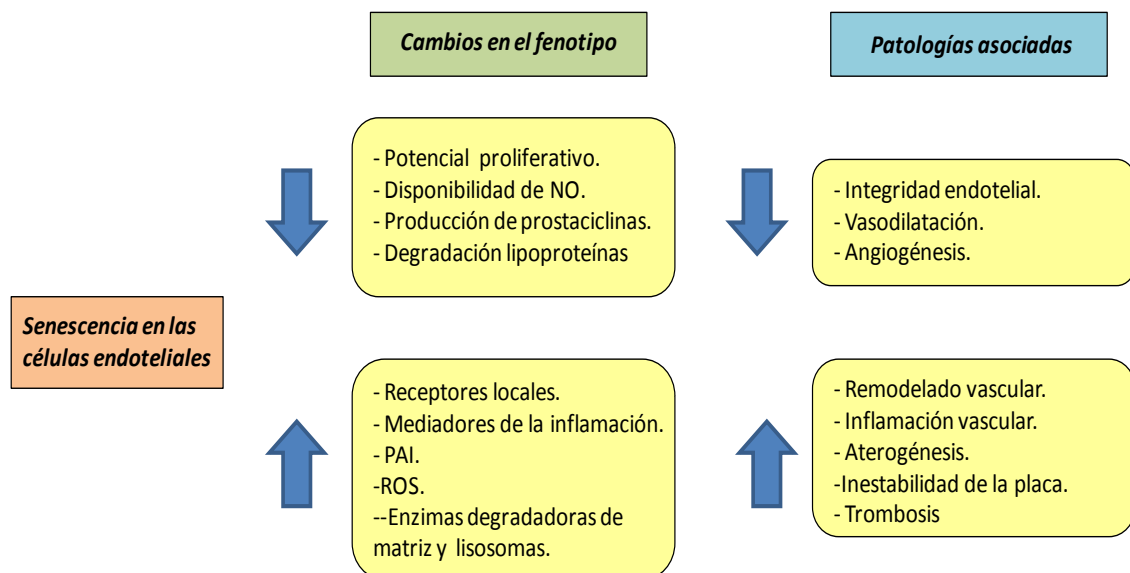 Cambios en el fenotipo
Patologías asociadas
- Potencial proliferativo.
- Disponibilidad de NO.
- Producción de prostaciclinas.
- Degradación lipoproteínas
- Integridad endotelial.
- Vasodilatación.
- Angiogénesis.
Senescencia en las
células endoteliales
- Receptores locales.
- Mediadores de la inflamación.
- PAI.
-ROS.
--Enzimas degradadoras de
matriz y lisosomas.
- Remodelado vascular.
- Inflamación vascular.
- Aterogénesis.
-Inestabilidad de la placa.
- Trombosis